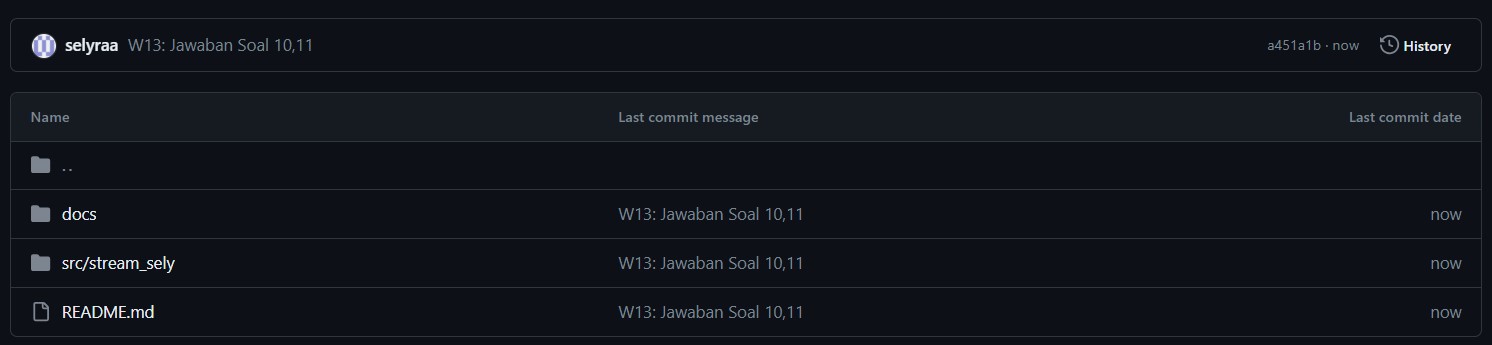 selyraa W13: Jawaban Soal 10,11 a451a1b · now History
Name Last commit message Last commit date
..
docs W13: Jawaban Soal 10,11 now
src/stream_sely W13: Jawaban Soal 10,11 now
README.md W13: Jawaban Soal 10,11 now